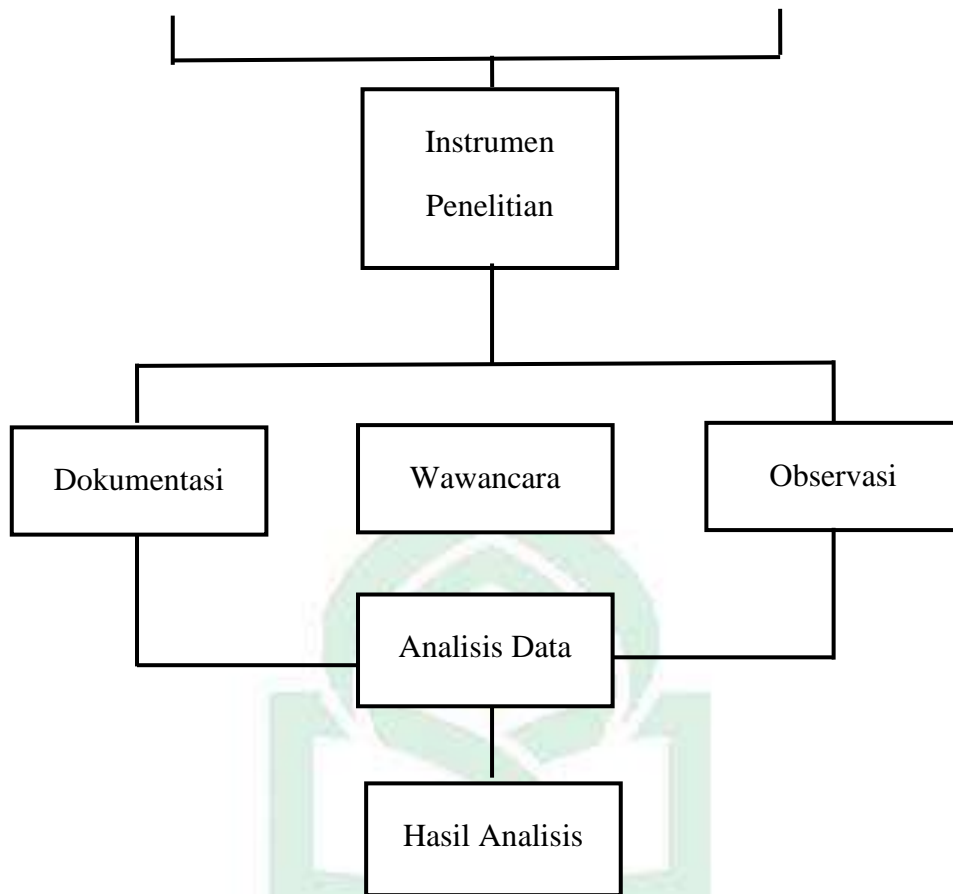 Instrumen
Penelitian
Dokumentasi
Wawancara
Observasi
Analisis Data
Hasil Analisis